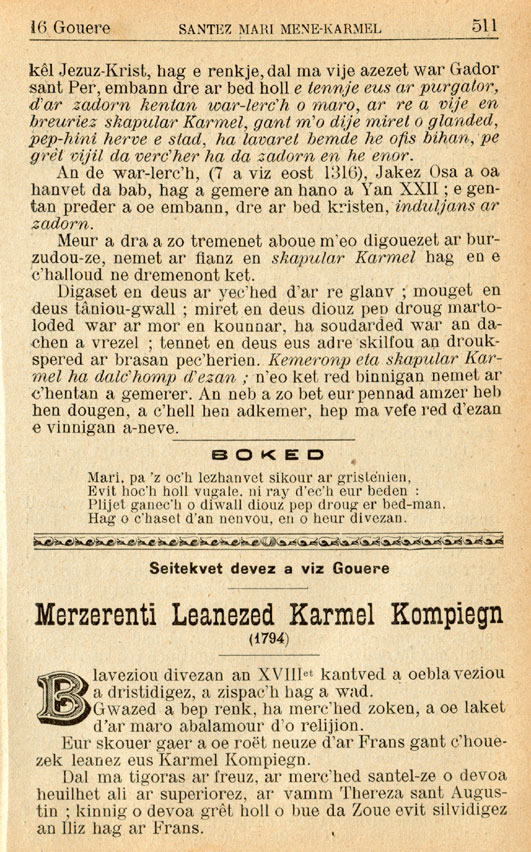 16 Gouere SANTEZ MARI MENE-KARMEL 511
kêl Jezuz-Krist, hag e renkje, dal ma vije azezet war Gador
sant Per, embann dre ar bed holl e tennje eus ar purgator,
d'ar zadorn kentan war-lerc'h o maro, ar re a vije en
breuriez skapular Karmel, gant m'o dije miret o glanded,
pep-hini herve e stad, ha lavaret bemde he ofis bihan, pe
grêt vijil da verc'her ha da zadorn en he enor.
An de war-lerc'h, (7 a viz eost 1316), Jakez Osa a oa
hanvet da bab, hag a gemere an hano a Yan XXII ; e gen-
tan preder a oe embann, dre ar bed kristen, induljans ar
zadorn.
Meur a dra a zo tremenet aboue m'eo digouezet ar bur-
zudou-ze, nemet ar fianz en skapular Karmel hag en e
c'halloud ne dremenont ket.
Digaset en deus ar yec'hed d'ar re glanv ; mouget en
deus tâniou-gwall ; miret en deus diouz pep droug marto-
loded war ar mor en kounnar, ha soudarded war an da-
chen a vrezel ; tennet en deus eus adre skilfou an drouk-
spered ar brasan pec'herien. Kemeromp eta skapular Kar-
mel ha dalc'homp d'ezan ; n'eo ket red binnigan nemet ar
c'hentan a gemerer. An neb a zo bet eur pennad amzer heb
hen dougen, a c'hell hen adkemer, hep ma vefe red d'ezan
e vinnigan a-neve.
BOKED
Mari, pa 'z oc'h lezhanvet sikour ar gristenien,
Evit hoc'h holl vugale, ni ray d'ec'h eur beden :
Plijet ganec'h o diwall diouz pep droug er bed-man,
Hag o c'haset d'an nenvou, en o heur divezan.
Seitekvet devez a viz Gouere
Merzerenti Leanezed Karmel Kompiegn
(1794)
Blaveziou divezan an XVIIIet kantved a oe blaveziou
a dristidigez, a zispac'h hag a wad.
Gwazed a bep renk, ha merc'hed zoken, a oe laket
d'ar maro abalamour d'o relijion.
Eur skouer gaer a oe roët neuze d'ar Frans gant c'houe-
zek leanez eus Karmel Kompiegn.
Dal ma tigoras ar freuz, ar merc'hed santel-ze o devoa
heuilhet ali ar superiorez, ar vamm Thereza sant Augus-
tin ; kinnig o devoa grêt holl o bue da Zoue evit silvidigez
an Iliz hag ar Frans.